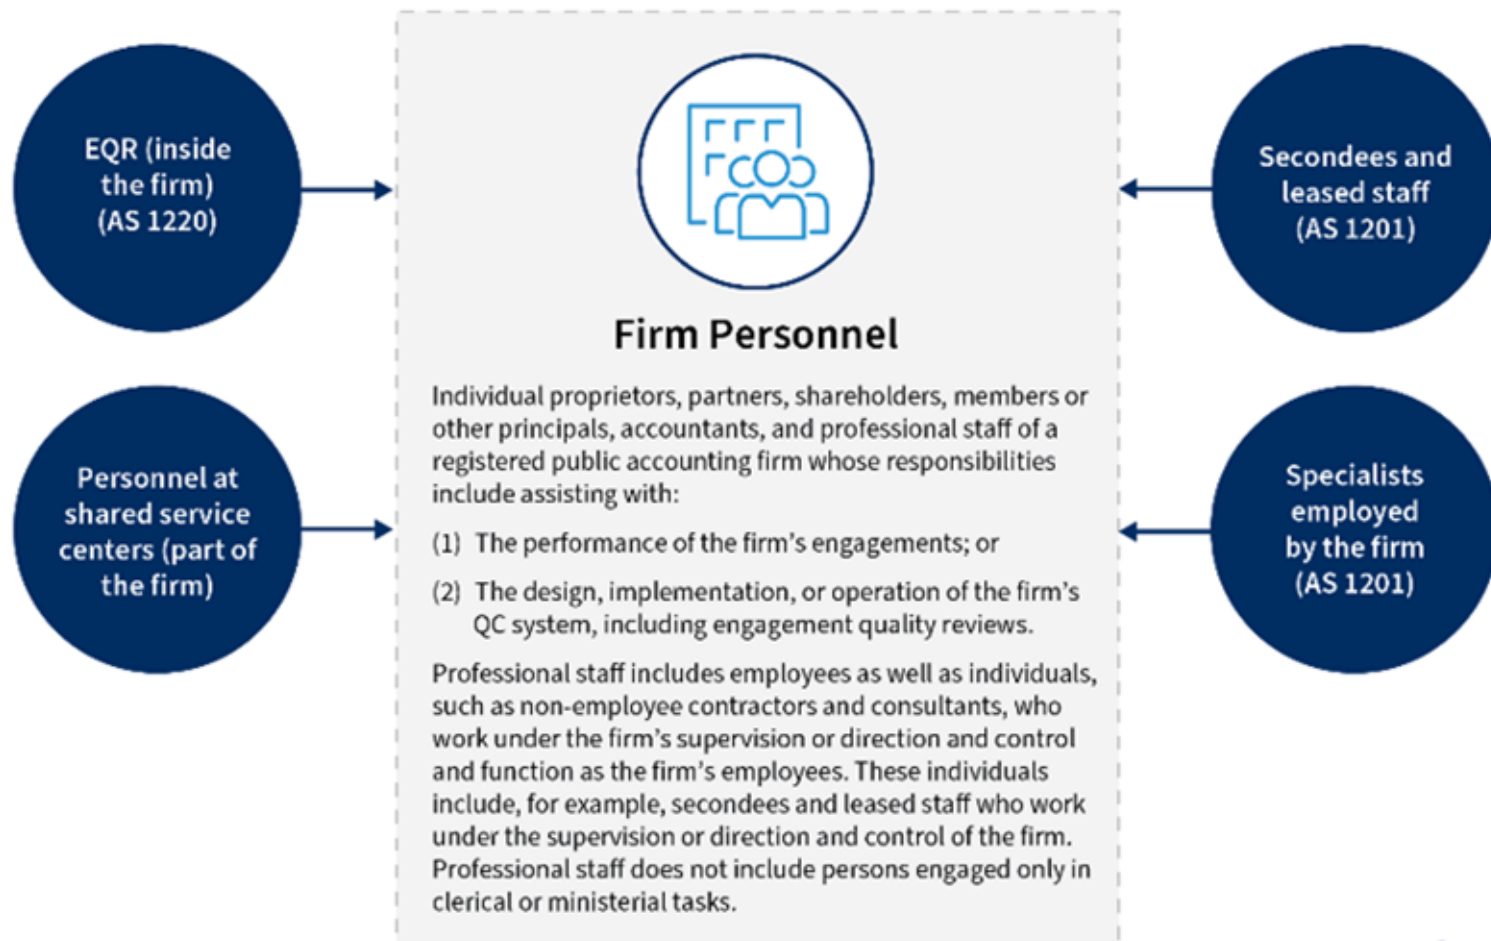 EQR (inside
the firm)
(AS 1220)
Personnel at
shared service
centers (part of
the firm)
Firm Personnel
Individual proprietors, partners, shareholders, members or
other principals, accountants, and professional staff of a
registered public accounting firm whose responsibilities
include assisting with:
(1) The performance of the firm’s engagements; or
(2) The design, implementation, or operation of the firm’s
QC system, including engagement quality reviews.
Professional staff includes employees as well as individuals,
such as non-employee contractors and consultants, who
work under the firm’s supervision or direction and control
and function as the firm’s employees. These individuals
include, for example, secondees and leased staff who work
under the supervision or direction and control of the firm.
Professional staff does not include persons engaged only in
clerical or ministerial tasks.
Secondees and
leased staff
(AS 1201)
Specialists
employed
by the firm
(AS 1201)